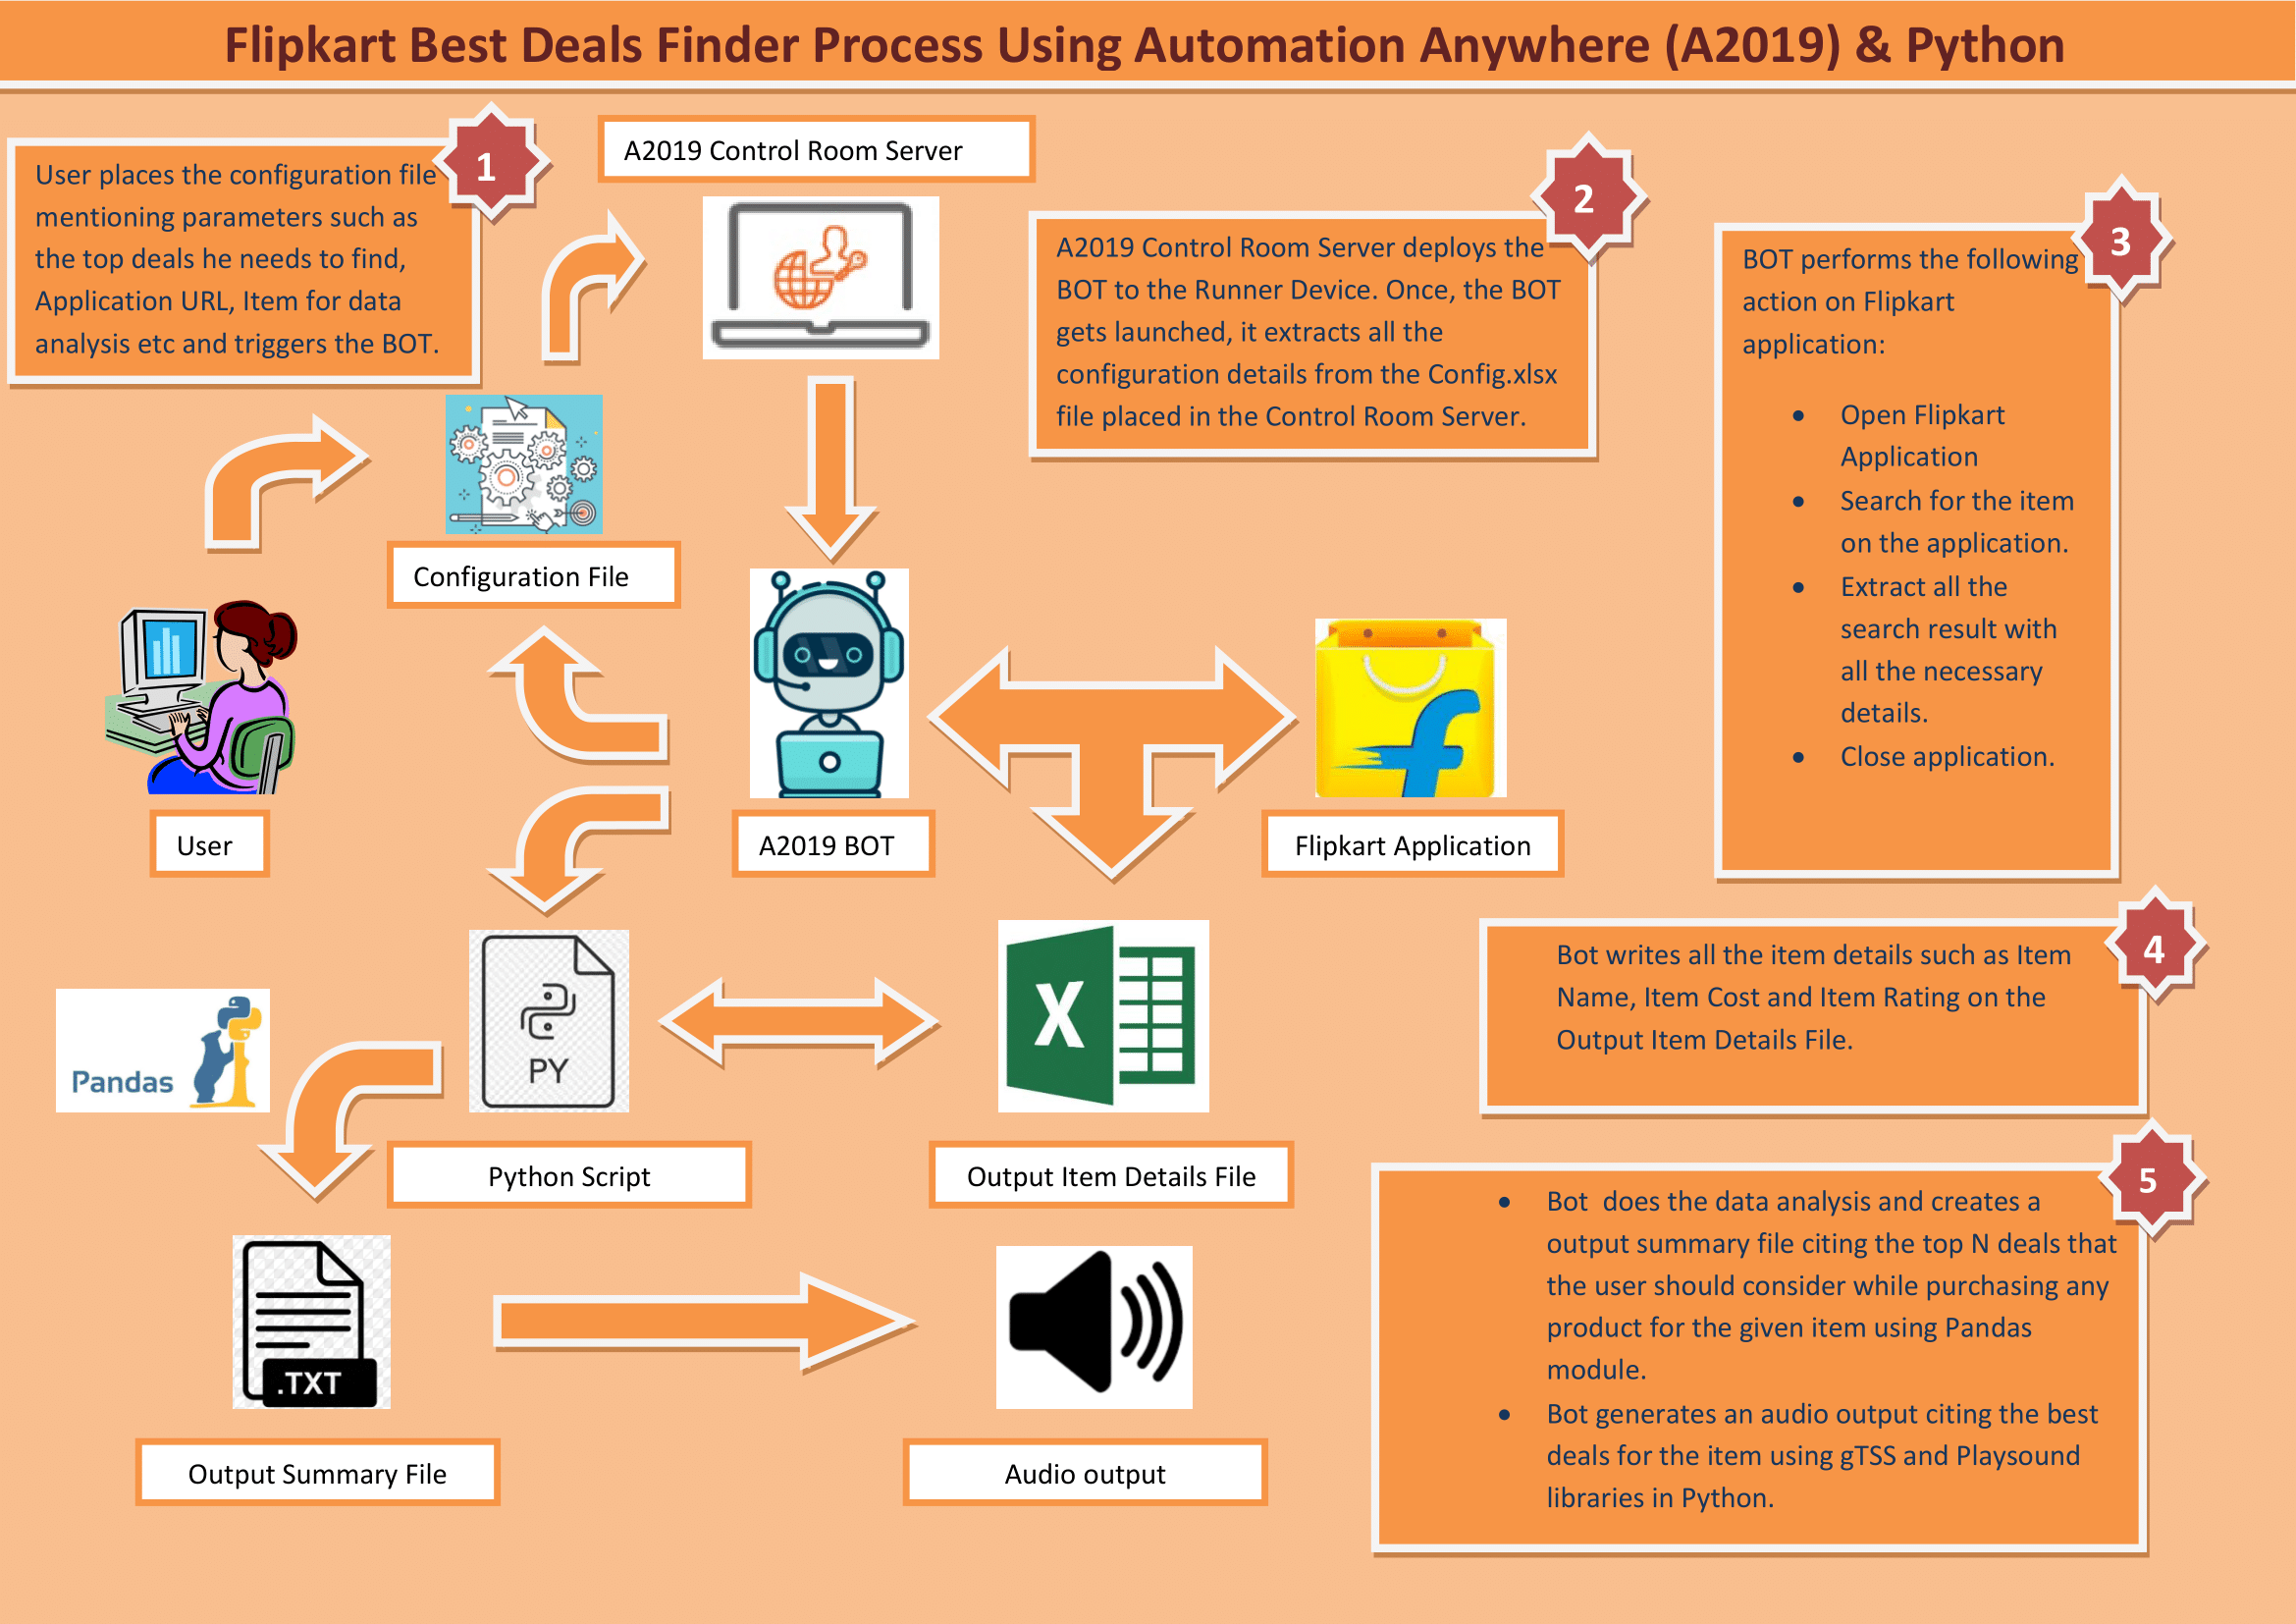 Flipkart Best Deals Finder Process Using Automation Anywhere (A2019) & Python
1
User places the configuration file
mentioning parameters such as
the top deals he needs to find,
Application URL, Item for data
analysis etc and triggers the BOT.
A2019 Control Room Server
2
A2019 Control Room Server deploys the
BOT to the Runner Device. Once, the BOT
gets launched, it extracts all the
configuration details from the Config.xlsx
file placed in the Control Room Server.
3
BOT performs the following
action on Flipkart
application:
• Open Flipkart
Application
• Search for the item
on the application.
• Extract all the
search result with
all the necessary
details.
• Close application.
Configuration File
User
A2019 BOT
Flipkart Application
4
Bot writes all the item details such as Item
Name, Item Cost and Item Rating on the
Output Item Details File.
Pandas
PY
X
Python Script
Output Item Details File
5
• Bot  does the data analysis and creates a
output summary file citing the top N deals that
the user should consider while purchasing any
product for the given item using Pandas
module.
• Bot generates an audio output citing the best
deals for the item using gTSS and Playsound
libraries in Python.
.TXT
Output Summary File
Audio output